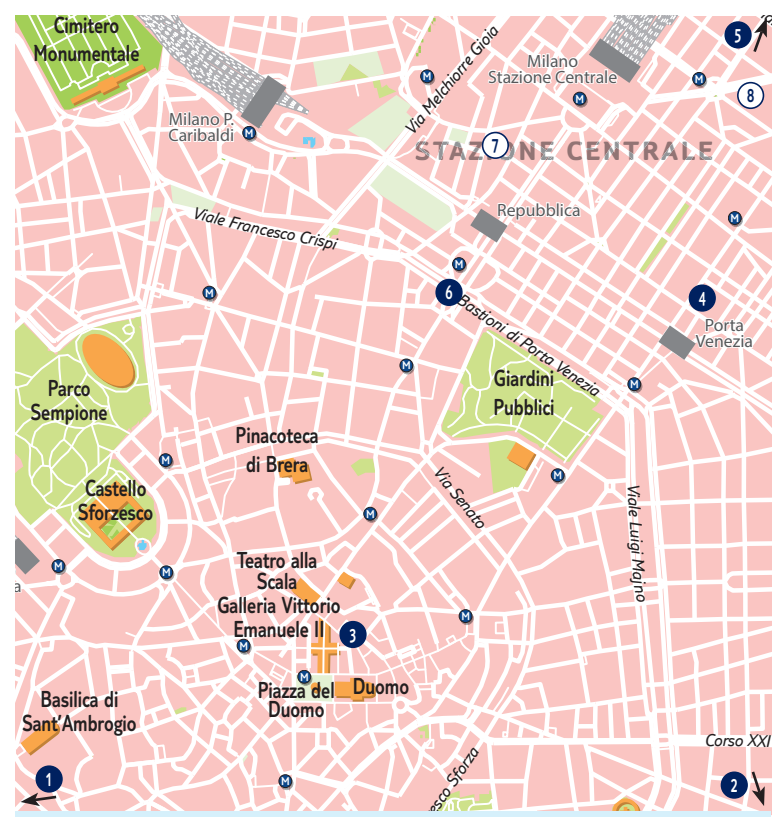 Cimitero
Monumentale
5
Via Melchiorre Gioia
Milano
Stazione Centrale
M
M
M
8
Milano P.
Caribaldi
M
7
STAZIONE CENTRALE
Viale Francesco Crispi
Repubblica
M
M
M
6
4
Bastioni di Porta Venezia
Porta
Venezia
M
Giardini
Pubblici
M
Parco
Sempione
Pinacoteca
di Brera
M
Via Senato
M
Castello
Sforzesco
M
Viale Luigi Majno
M
M
a
Teatro alla
Scala
Galleria Vittorio
Emanuele II
3
M
M
M
Piazza del
Duomo
Duomo
Basilica di
Sant'Ambrogio
Corso XXI
esco Sforza
1
M
2